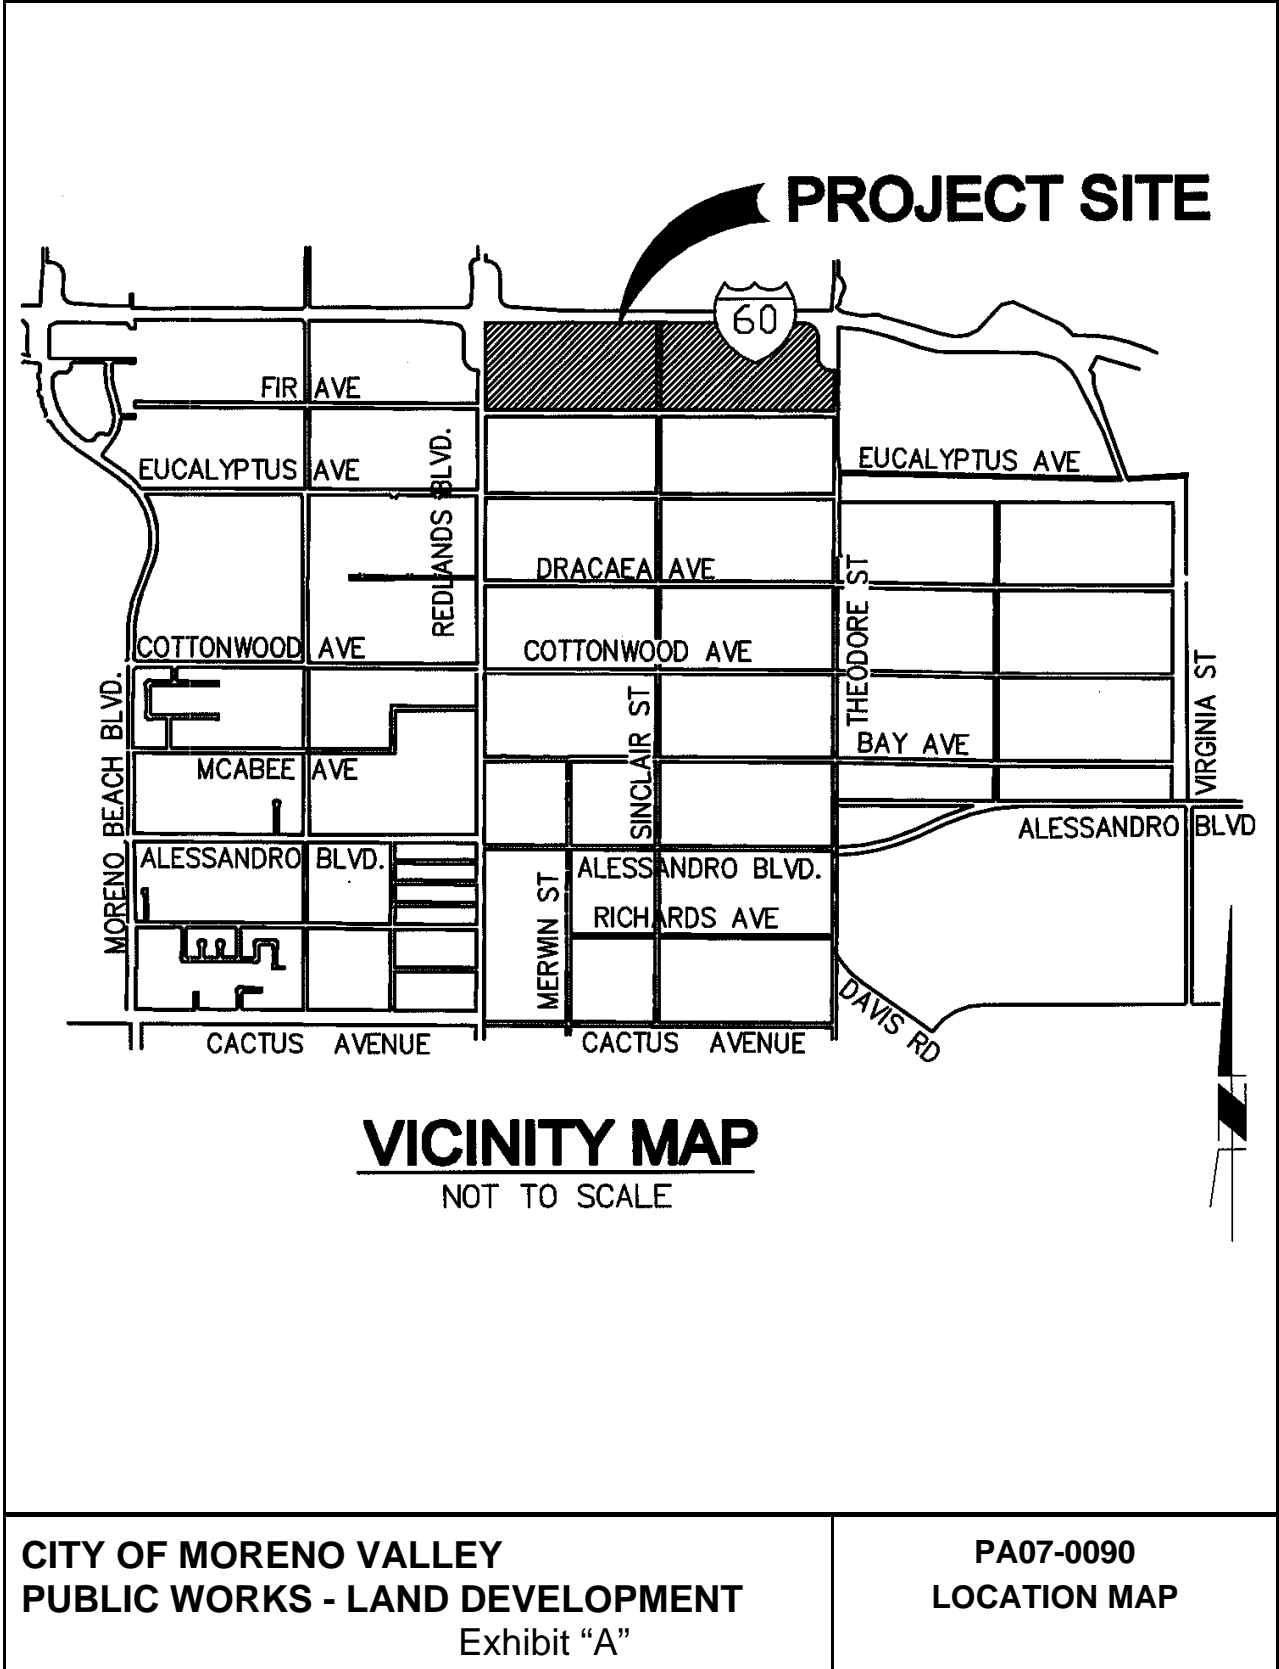 PROJECT SITE
60
FIR AVE
REDLANDS BLVD.
EUCALYPTUS AVE
EUCALYPTUS AVE
DRACAEA AVE
THEODORE ST
COTTONWOOD AVE
COTTONWOOD AVE
MORENO BEACH BLVD.
SINCLAIR ST
VIRGINIA ST
BAY AVE
MCABEE AVE
ALESSANDRO BLVD
ALESSANDRO BLVD.
ALESSANDRO BLVD.
MERWIN ST
RICHARDS AVE
DAVIS RD
CACTUS AVENUE
CACTUS AVENUE
N
VICINITY MAP
NOT TO SCALE
CITY OF MORENO VALLEY
PUBLIC WORKS - LAND DEVELOPMENT
Exhibit “A”
PA07-0090
LOCATION MAP